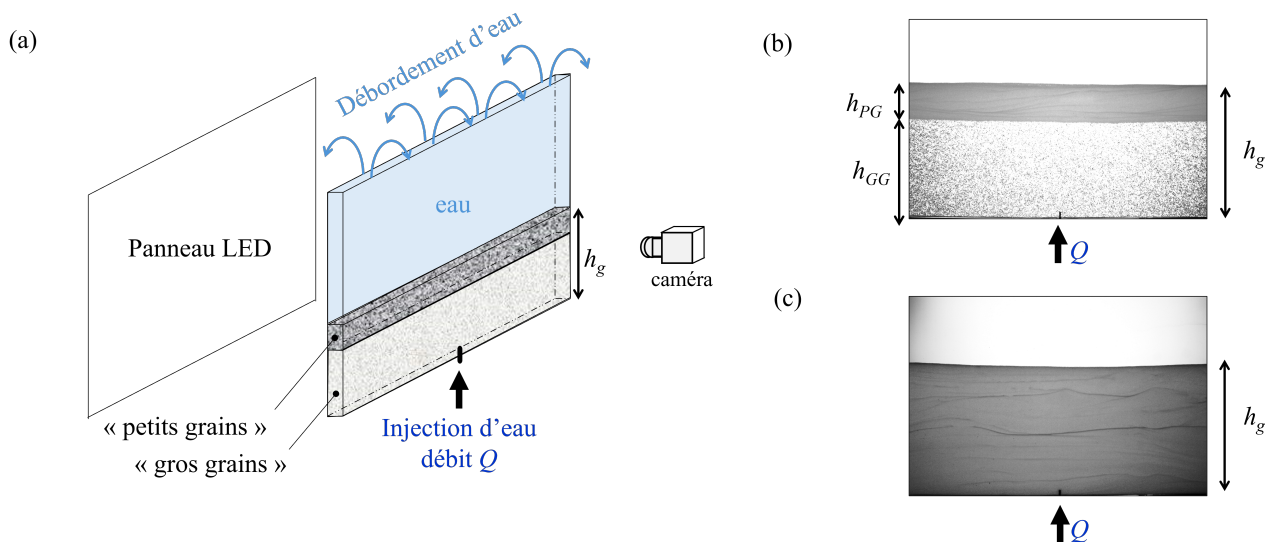 (a)
Débordement d'eau
eau
Panneau LED
h_g
caméra
« petits grains »
« gros grains »
Injection d'eau
débit Q
(b)
h_PG
h_GG
h_g
Q
(c)
h_g
Q